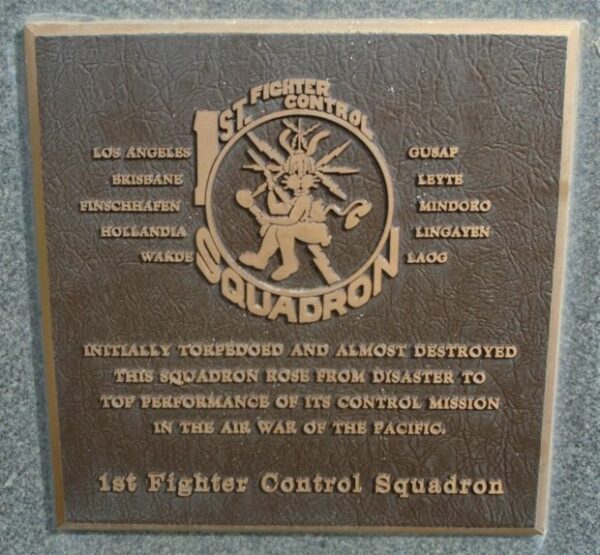 1ST. FIGHTER
CONTROL
SQUADRON
LOS ANGELES
BRISBANE
FINSCHHAFEN
HOLLANDIA
WAKDE
GUSAP
LEYTE
MINDORO
LINGAYEN
LAOG
INITIALLY TORPEDOED AND ALMOST DESTROYED
THIS SQUADRON ROSE FROM DISASTER TO
TOP PERFORMANCE OF ITS CONTROL MISSION
IN THE AIR WAR OF THE PACIFIC.
1st Fighter Control Squadron